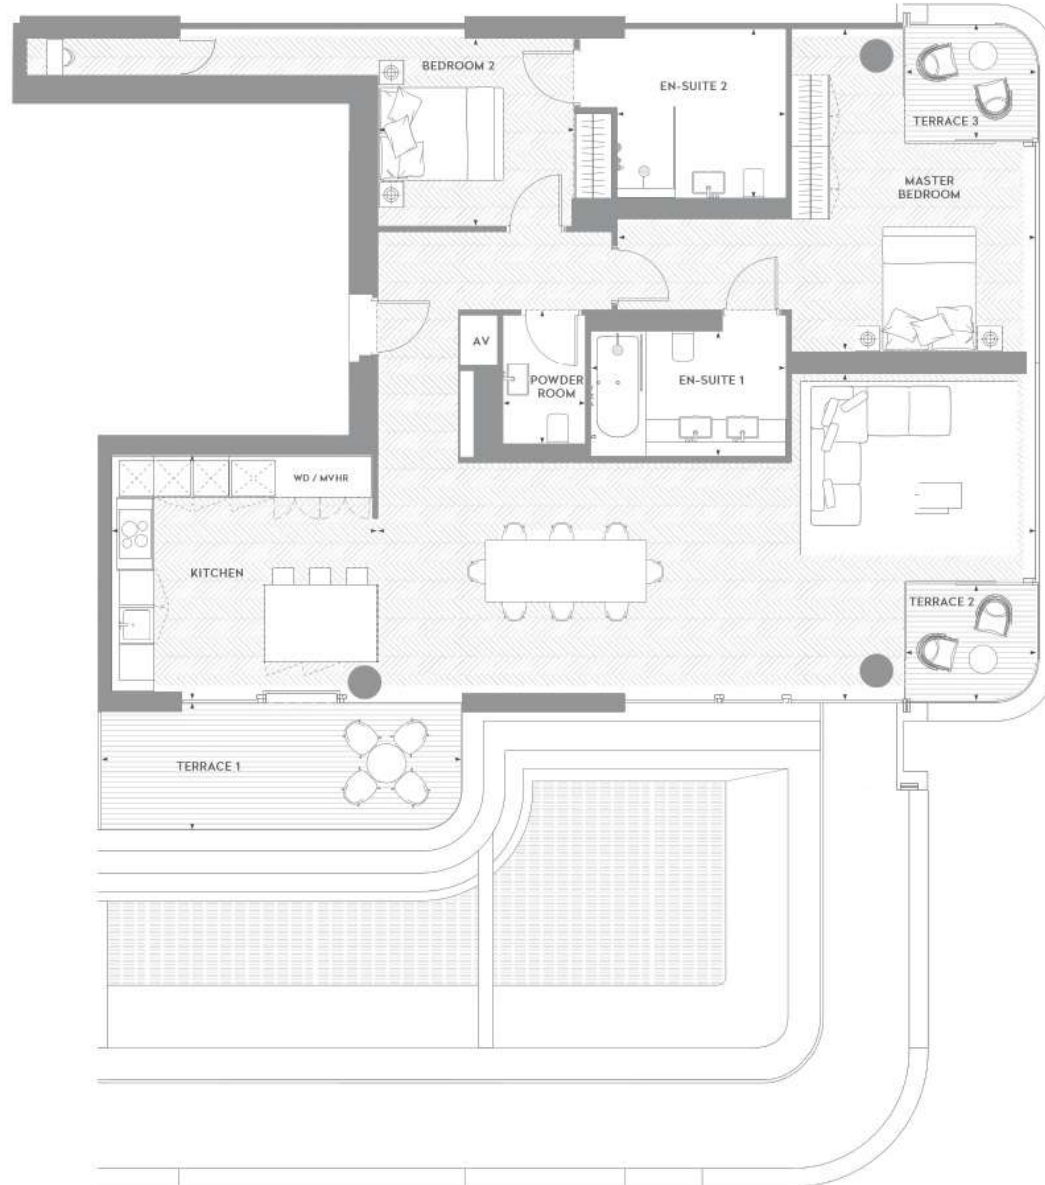 BEDROOM 2
EN-SUITE 2
TERRACE 3
MASTER
BEDROOM
AV
POWDER
ROOM
EN-SUITE 1
WD / MVHR
KITCHEN
TERRACE 2
TERRACE 1